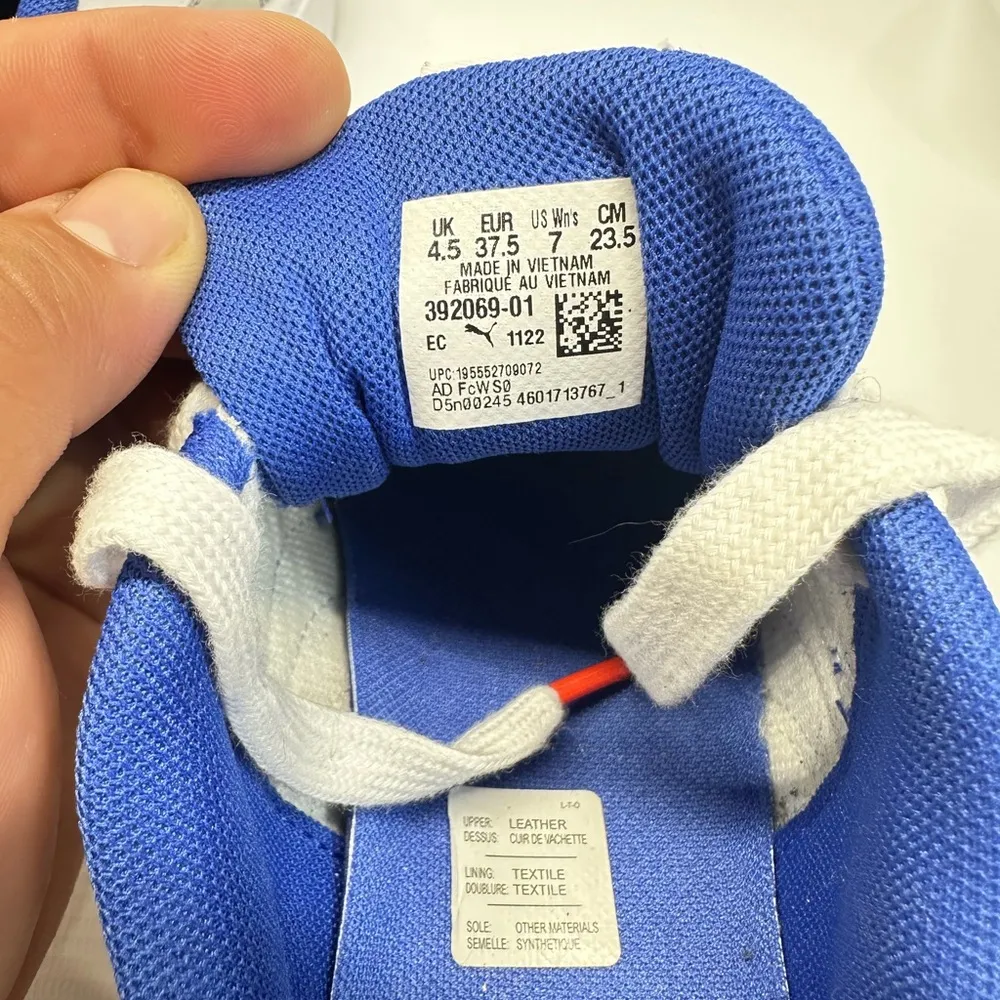 UK EUR US Wn's CM
4.5 37.5 7 23.5
MADE IN VIETNAM
FABRIQUÉ AU VIETNAM
392069-01
EC 1122
UPC:195552709072
AD FcWS0
D5n00245 4601713767_1
L-T-O
UPPER: LEATHER
DESSUS: CUIR DE VACHETTE
LINING: TEXTILE
DOUBLURE: TEXTILE
SOLE: OTHER MATERIALS
SEMELLE: SYNTHETIQUE